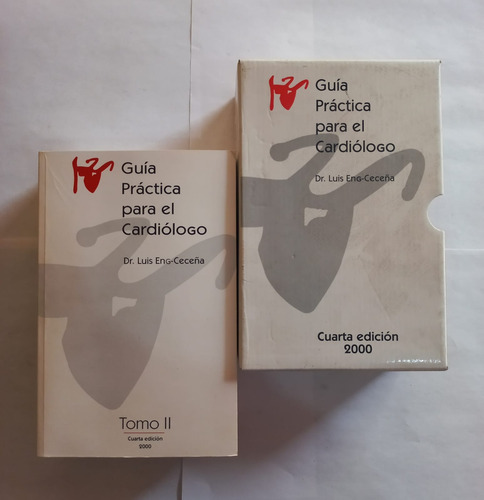 Guía
Práctica
para el
Cardiólogo
Dr. Luis Eng-Ceceña
Tomo II
Cuarta edición
2000
Guía
Práctica
para el
Cardiólogo
Dr. Luis Eng-Ceceña
Cuarta edición
2000